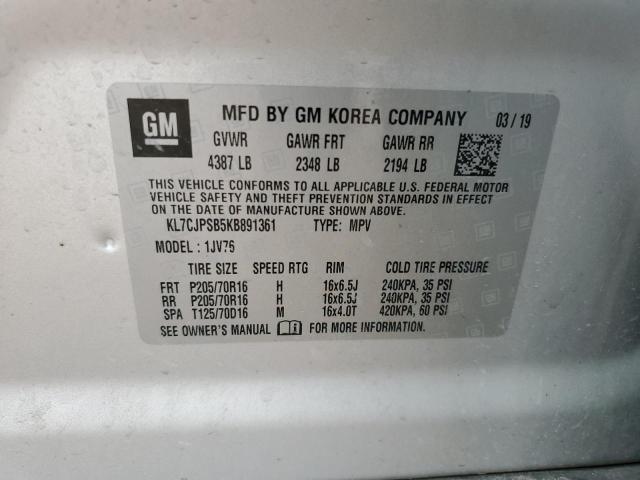 GM
MFD BY GM KOREA COMPANY 03 / 19
GVWR GAWR FRT GAWR RR
4387 LB 2348 LB 2194 LB
THIS VEHICLE CONFORMS TO ALL APPLICABLE U.S. FEDERAL MOTOR
VEHICLE SAFETY AND THEFT PREVENTION STANDARDS IN EFFECT
ON THE DATE OF MANUFACTURE SHOWN ABOVE.
KL7CJPSB5KB891361 TYPE: MPV
MODEL : 1JV76
TIRE SIZE SPEED RTG RIM COLD TIRE PRESSURE
FRT P205/70R16 H 16x6.5J 240KPA, 35 PSI
RR P205/70R16 H 16x6.5J 240KPA, 35 PSI
SPA T125/70D16 M 16x4.0T 420KPA, 60 PSI
SEE OWNER'S MANUAL FOR MORE INFORMATION.